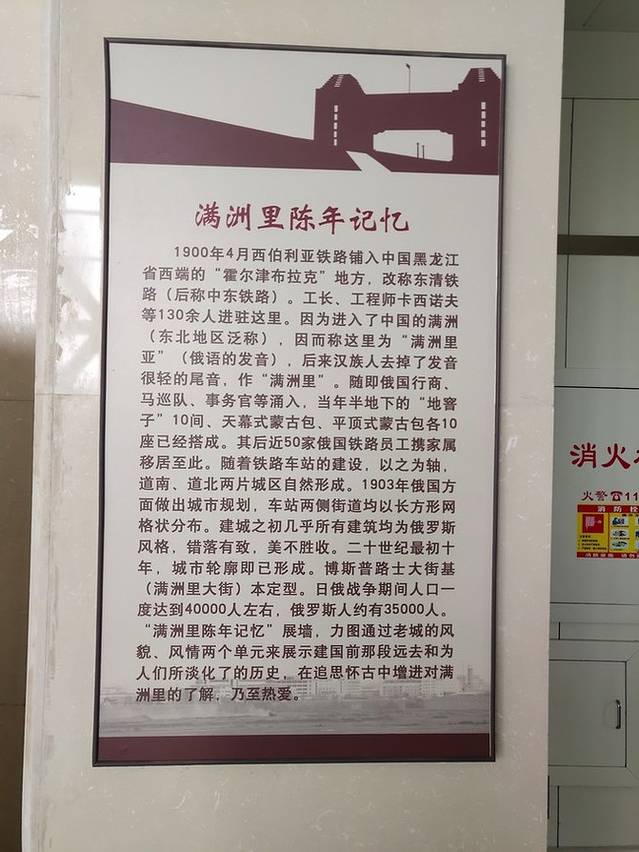 满洲里陈年记忆
1900年4月西伯利亚铁路铺入中国黑龙江
省西端的“霍尔津布拉克”地方，改称东清铁
路（后称中东铁路）。工长、工程师卡西诺夫
等130余人进驻这里。因为进入了中国的满洲
（东北地区泛称），因而称这里为“满洲里
亚”（俄语的发音），后来汉族人去掉了发音
很轻的尾音，作“满洲里”。随即俄国行商、
马巡队、事务官等涌入，当年半地下的“地窨
子”10间、天幕式蒙古包、平顶式蒙古包各10
座已经搭成。其后近50家俄国铁路员工携家属
移居至此。随着铁路车站的建设，以之为轴，
道南、道北两片城区自然形成。1903年俄国方
面做出城市规划，车站两侧街道均以长方形网
格状分布。建城之初几乎所有建筑均为俄罗斯
风格，错落有致，美不胜收。二十世纪最初十
年，城市轮廓即已形成。博斯普路士大街基
（满洲里大街）本定型。日俄战争期间人口一
度达到40000人左右，俄罗斯人约有35000人。
“满洲里陈年记忆”展墙，力图通过老城的风
貌、风情两个单元来展示建国前那段远去和为
人们所淡化了的历史，在追思怀古中增进对满
洲里的了解，乃至热爱。
消火
火警☎11
消防栓